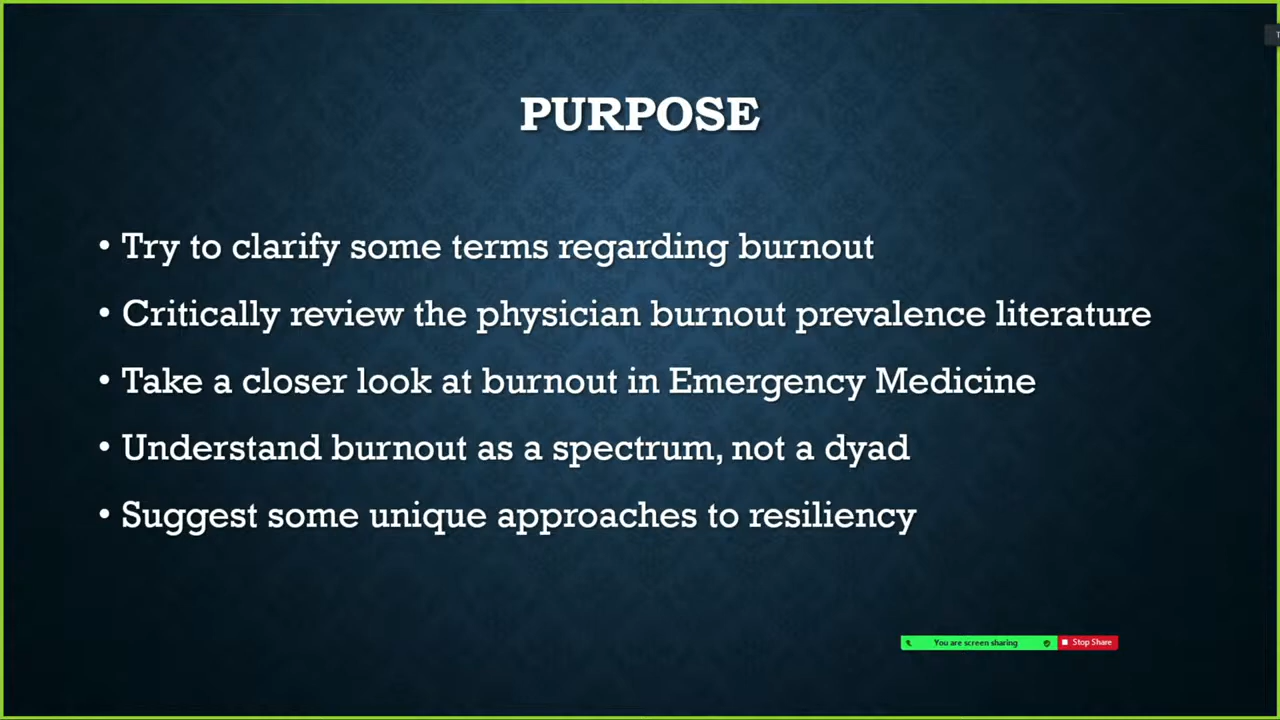 PURPOSE
• Try to clarify some terms regarding burnout
• Critically review the physician burnout prevalence literature
• Take a closer look at burnout in Emergency Medicine
• Understand burnout as a spectrum, not a dyad
• Suggest some unique approaches to resiliency
You are screen sharing
Stop Share